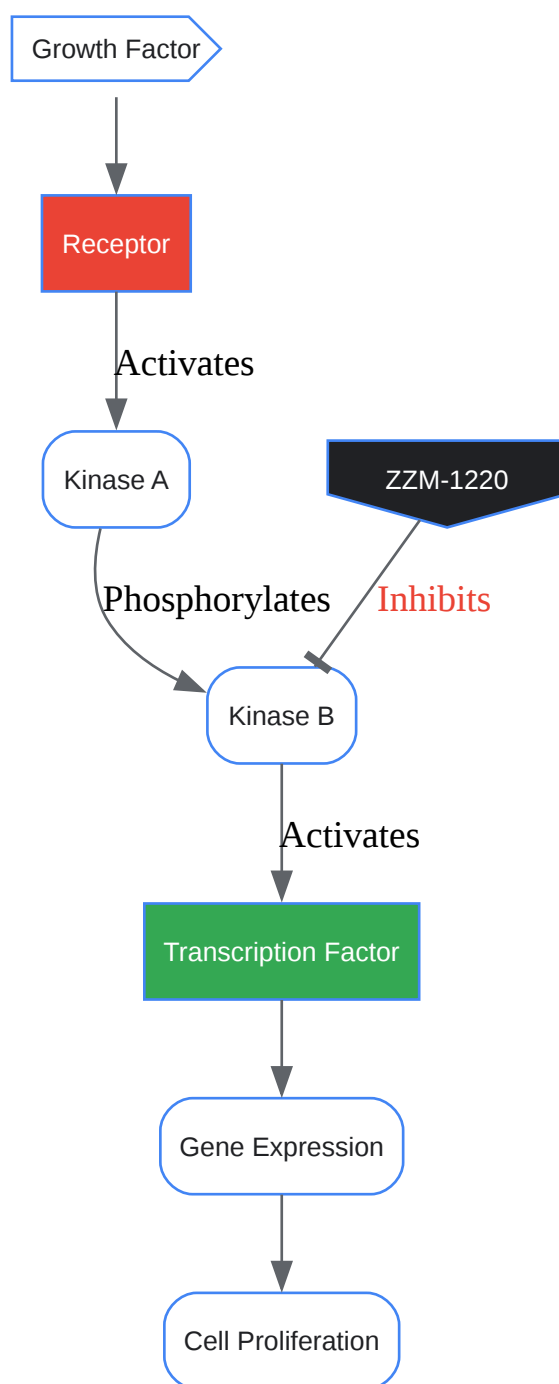 Growth Factor
Receptor
Activates
Kinase A
ZZM-1220
Phosphorylates
Inhibits
Kinase B
Activates
Transcription Factor
Gene Expression
Cell Proliferation